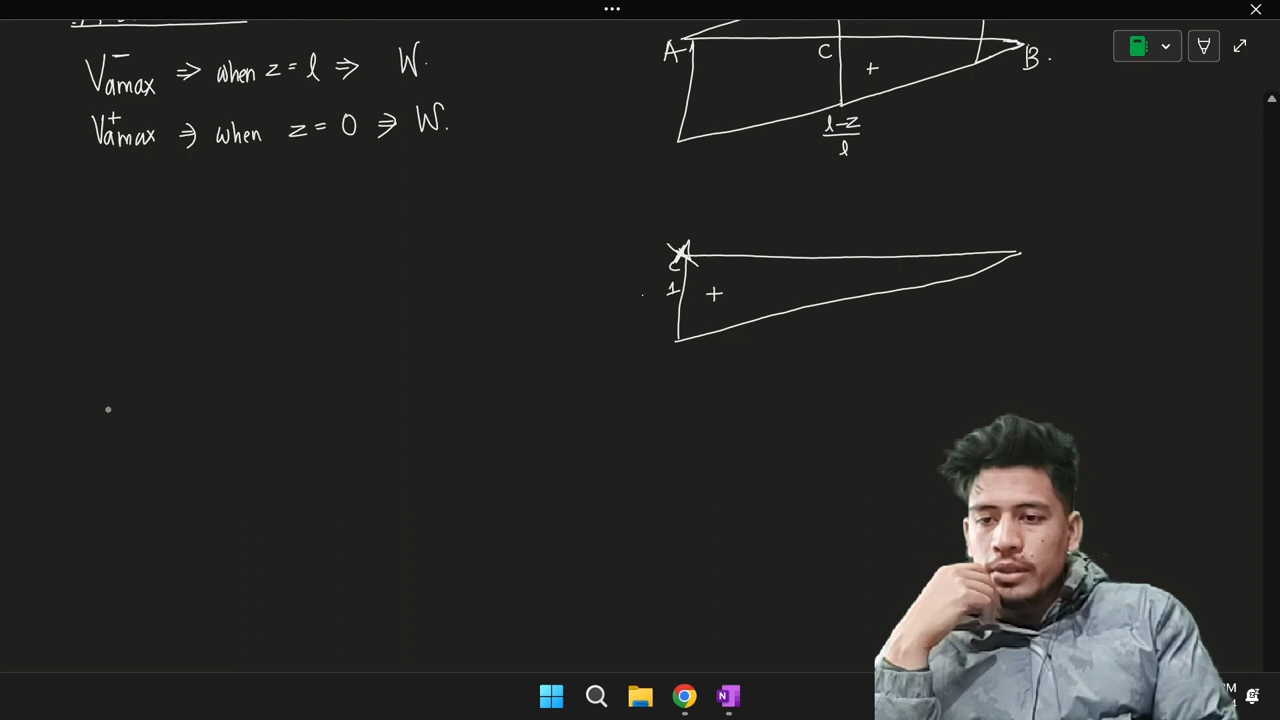 V⁻amax ⇒ when z = l ⇒ W.
V⁺amax ⇒ when z = 0 ⇒ W.
A
C
+
B.
l-z
l
C
1
+